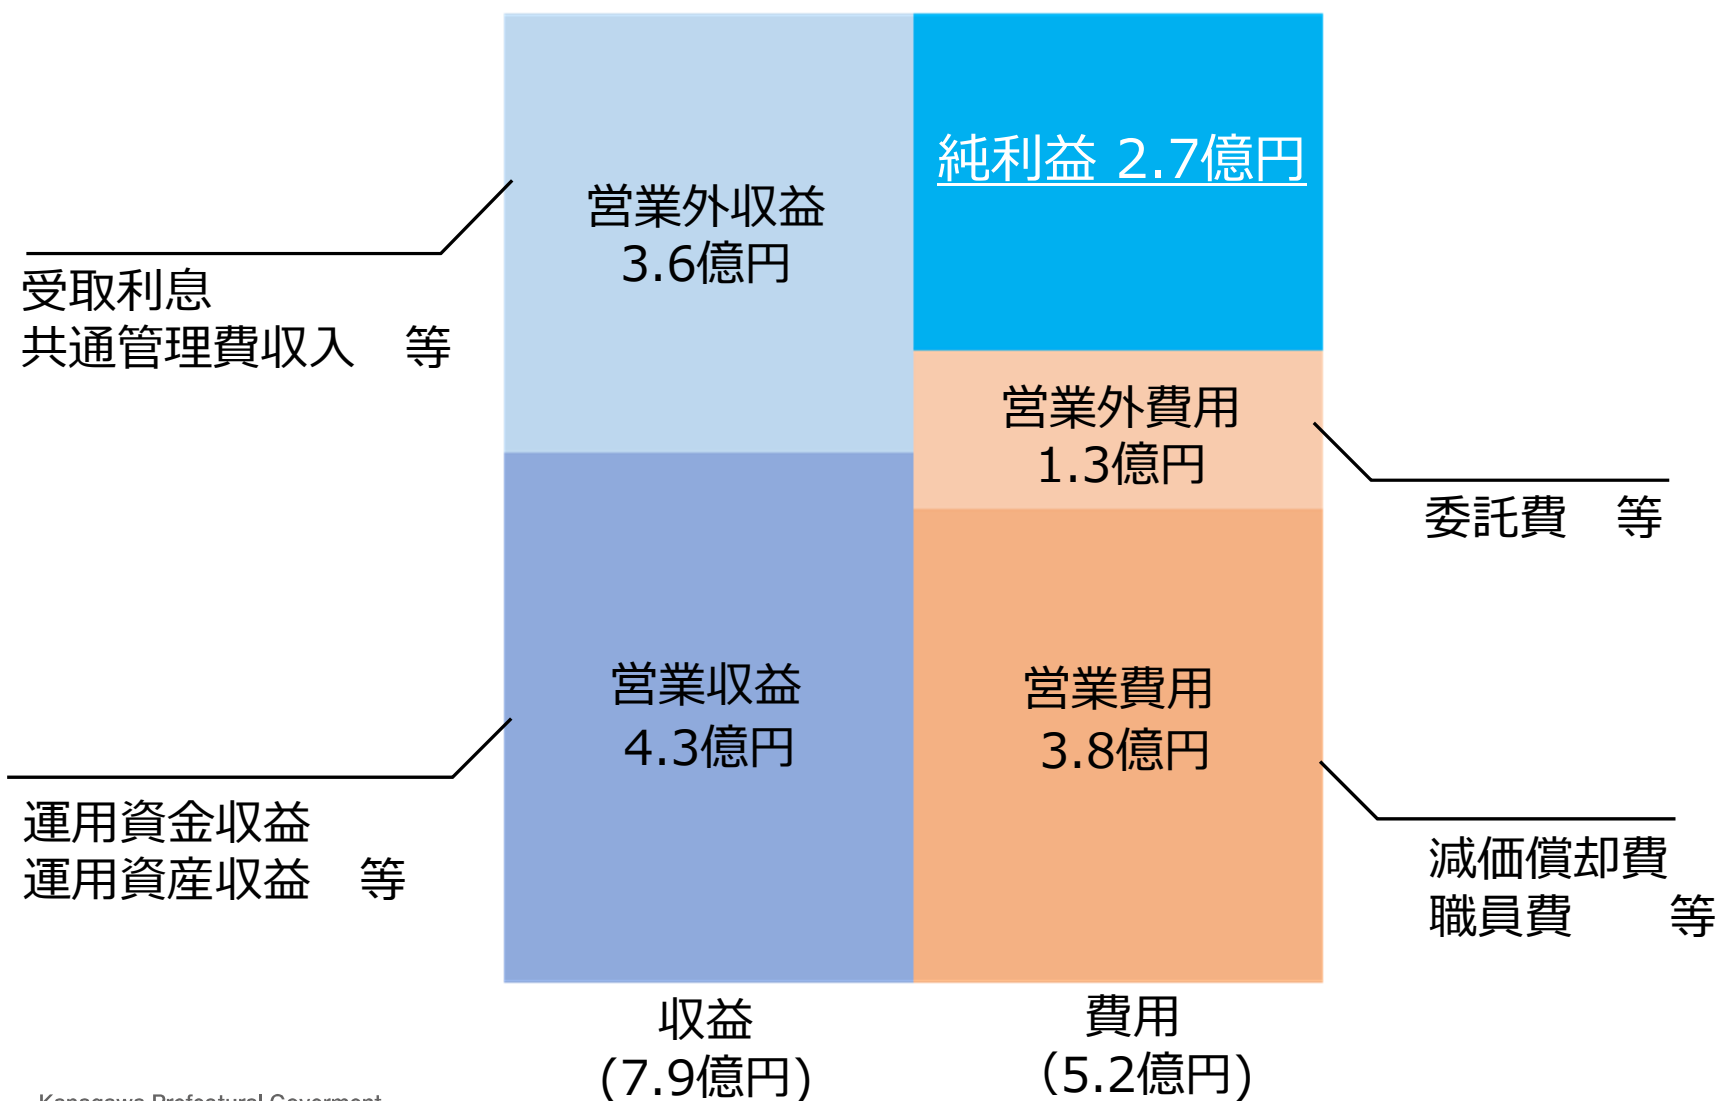 純利益 2.7億円
営業外収益
3.6億円
受取利息
共通管理費収入　等
営業外費用
1.3億円
委託費　等
営業収益
4.3億円
営業費用
3.8億円
運用資金収益
運用資産収益　等
減価償却費
職員費　　等
収益
(7.9億円)
費用
（5.2億円)
Kanagawa Prefectural Goverment